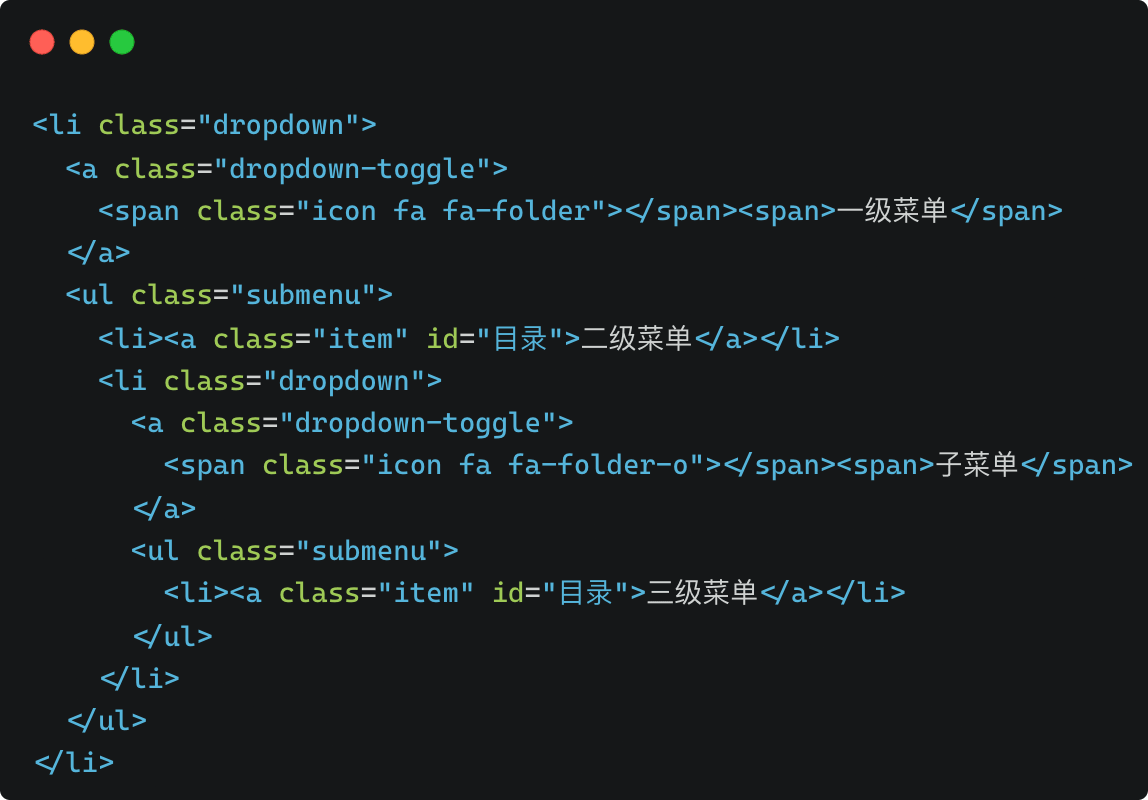 <li class="dropdown">
  <a class="dropdown-toggle">
    <span class="icon fa fa-folder"></span><span>一级菜单</span>
  </a>
  <ul class="submenu">
    <li><a class="item" id="目录">二级菜单</a></li>
    <li class="dropdown">
      <a class="dropdown-toggle">
        <span class="icon fa fa-folder-o"></span><span>子菜单</span>
      </a>
      <ul class="submenu">
        <li><a class="item" id="目录">三级菜单</a></li>
      </ul>
    </li>
  </ul>
</li>